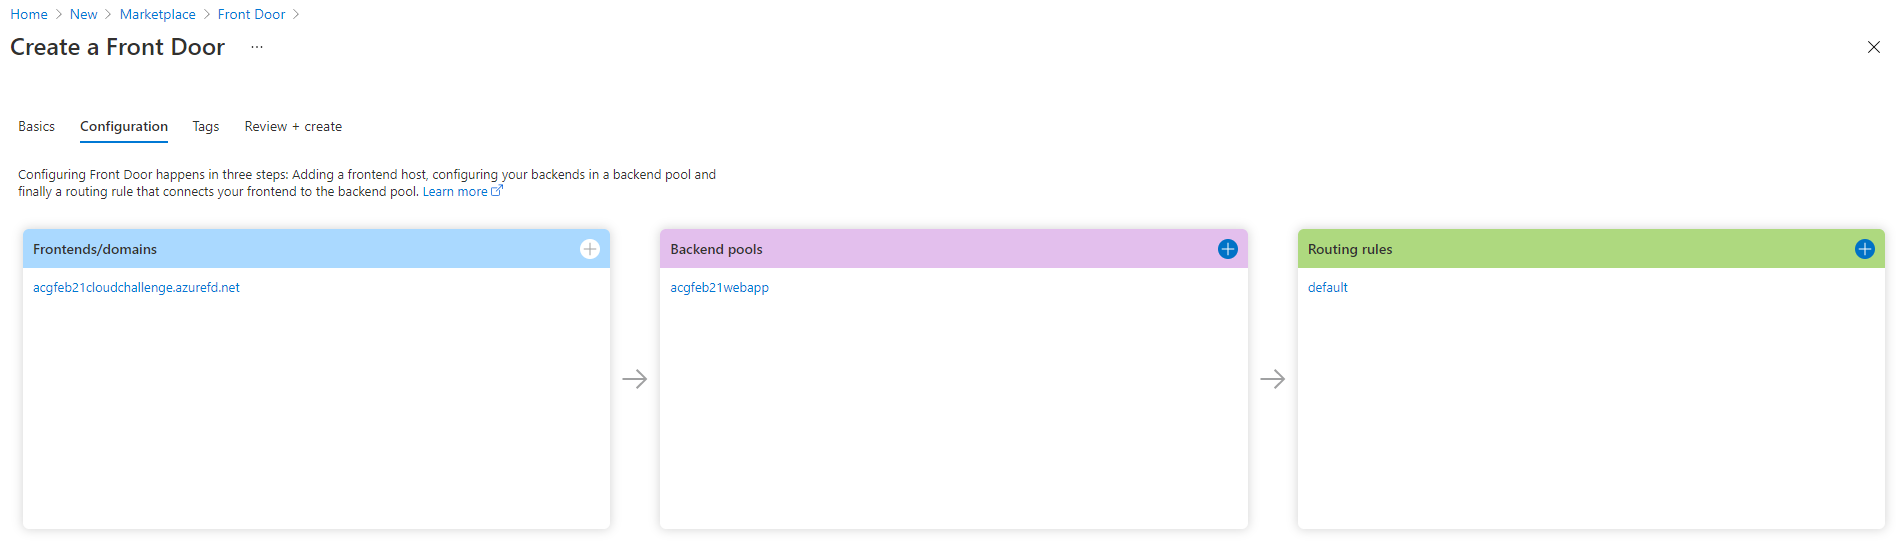 Home > New > Marketplace > Front Door >
Create a Front Door ...
Basics Configuration Tags Review + create
Configuring Front Door happens in three steps: Adding a frontend host, configuring your backends in a backend pool and
finally a routing rule that connects your frontend to the backend pool. Learn more
Frontends/domains
acgfeb21cloudchallenge.azurefd.net
Backend pools
acgfeb21webapp
Routing rules
default